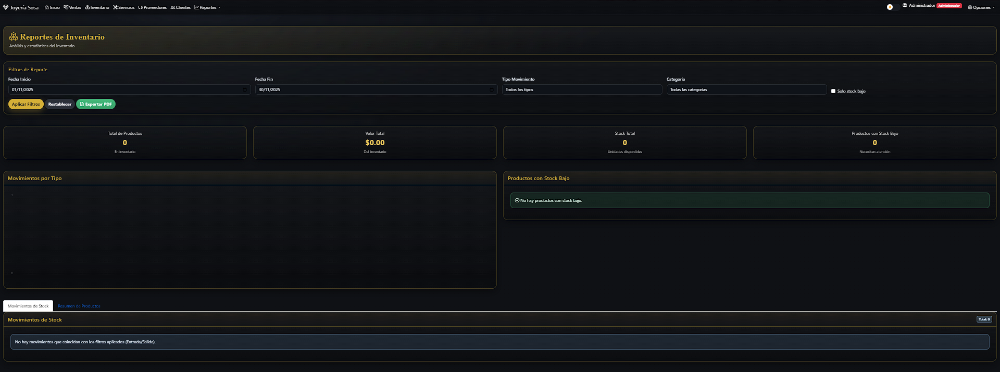 Joyería Sosa Inicio Ventas Inventario Servicios Proveedores Clientes Reportes Administrador Administrador Opciones
Reportes de Inventario
Análisis y estadísticas del inventario
Filtros de Reporte
Fecha Inicio Fecha Fin Tipo Movimiento Categoría
01/11/2025 30/11/2025 Todos los tipos Todas las categorías Solo stock bajo
Aplicar Filtros Restablecer Exportar PDF
Total de Productos Valor Total Stock Total Productos con Stock Bajo
0 $0.00 0 0
En inventario Del inventario Unidades disponibles Necesitan atención
Movimientos por Tipo Productos con Stock Bajo
1
No hay productos con stock bajo.
0
Movimientos de Stock Resumen de Productos
Movimientos de Stock Total: 0
No hay movimientos que coincidan con los filtros aplicados (Entrada/Salida).